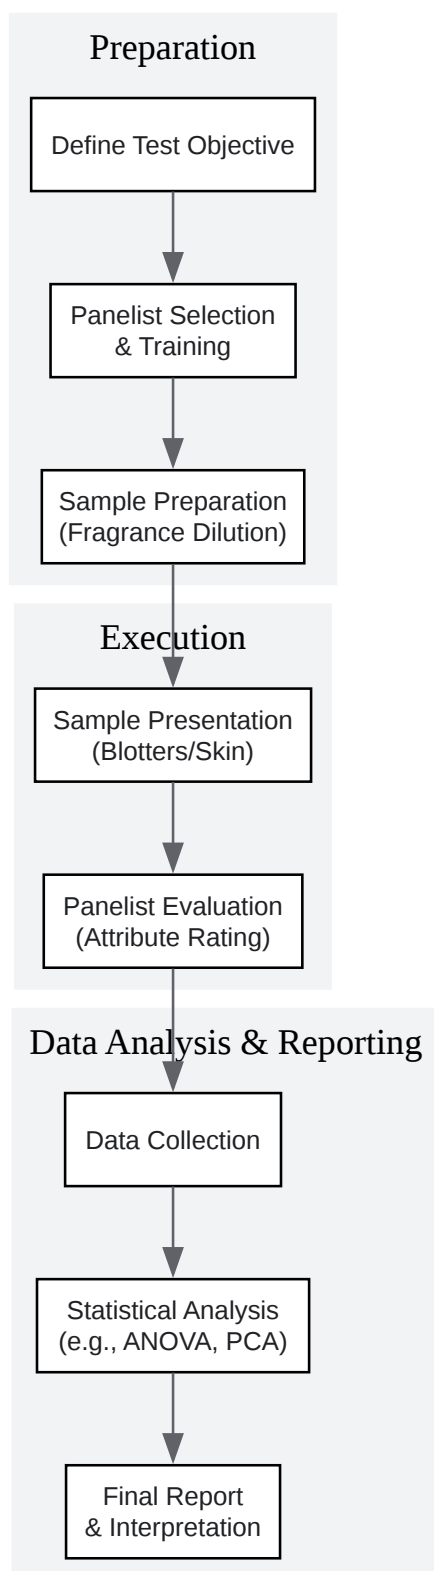 Preparation
Define Test Objective
Panelist Selection
& Training
Sample Preparation
(Fragrance Dilution)
Execution
Sample Presentation
(Blotters/Skin)
Panelist Evaluation
(Attribute Rating)
Data Analysis & Reporting
Data Collection
Statistical Analysis
(e.g., ANOVA, PCA)
Final Report
& Interpretation